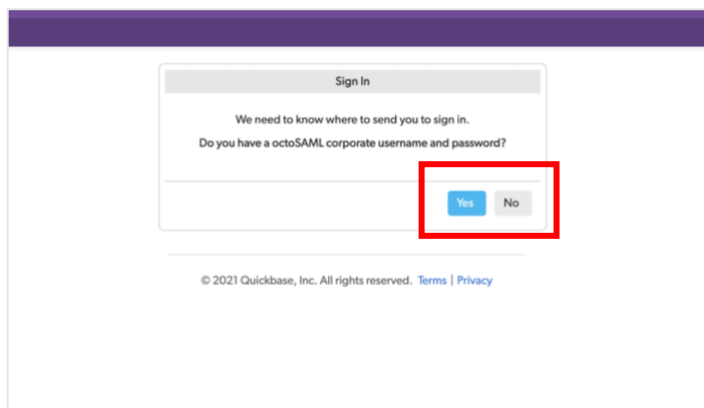 Sign In
We need to know where to send you to sign in.
Do you have a octoSAML corporate username and password?
Yes No
© 2021 Quickbase, Inc. All rights reserved. Terms | Privacy